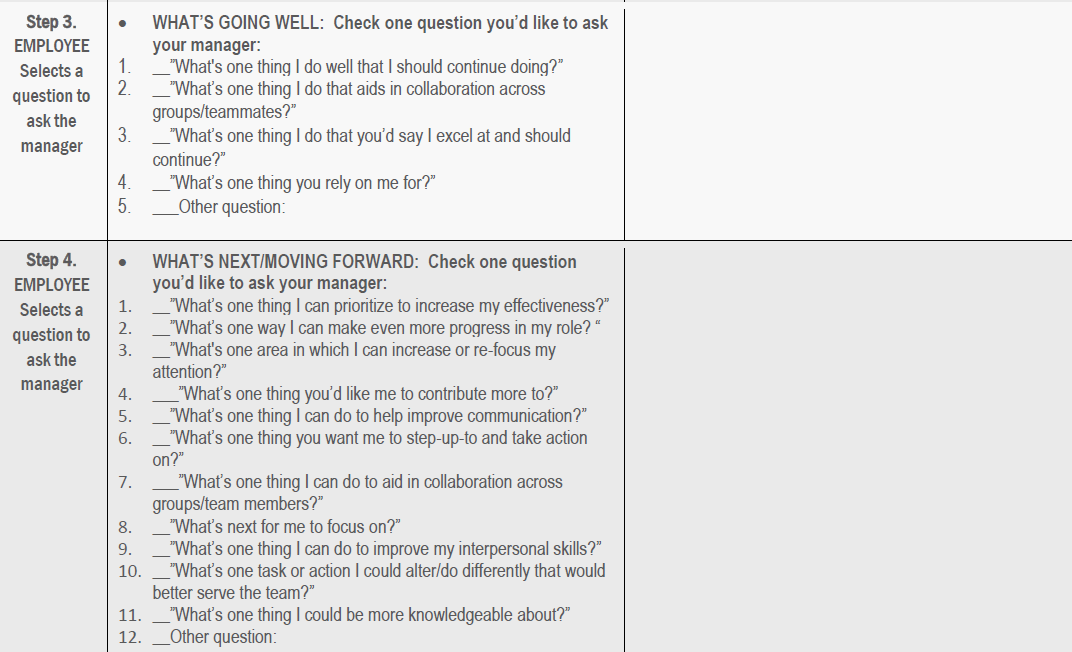 Step 3.
EMPLOYEE
Selects a
question to
ask the
manager
• WHAT’S GOING WELL:  Check one question you’d like to ask
your manager:
1. __”What's one thing I do well that I should continue doing?”
2. __”What’s one thing I do that aids in collaboration across
groups/teammates?”
3. __”What’s one thing I do that you’d say I excel at and should
continue?”
4. __”What’s one thing you rely on me for?”
5. ___Other question:
Step 4.
EMPLOYEE
Selects a
question to
ask the
manager
• WHAT’S NEXT/MOVING FORWARD:  Check one question
you’d like to ask your manager:
1. __”What’s one thing I can prioritize to increase my effectiveness?”
2. __”What’s one way I can make even more progress in my role? “
3. __”What's one area in which I can increase or re-focus my
attention?”
4. ___”What’s one thing you’d like me to contribute more to?”
5. __”What’s one thing I can do to help improve communication?”
6. __”What’s one thing you want me to step-up-to and take action
on?”
7. ___”What’s one thing I can do to aid in collaboration across
groups/team members?”
8. __”What’s next for me to focus on?”
9. __”What’s one thing I can do to improve my interpersonal skills?”
10. __”What’s one task or action I could alter/do differently that would
better serve the team?”
11. __”What’s one thing I could be more knowledgeable about?”
12. __Other question: